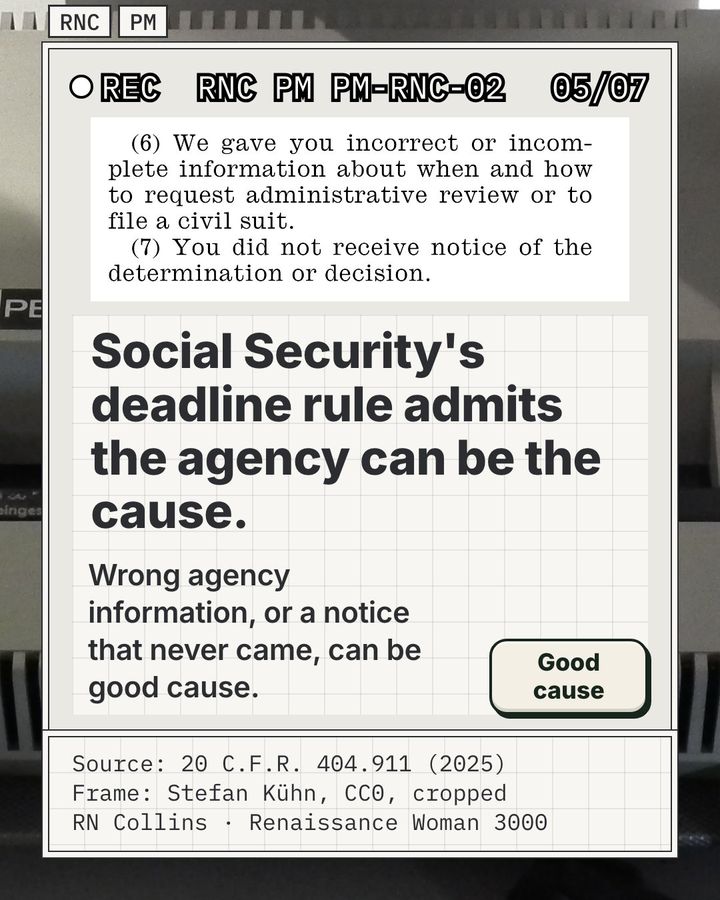 RNC PM
REC RNC PM PM-RNC-02 05/07
(6) We gave you incorrect or incom-
plete information about when and how
to request administrative review or to
file a civil suit.
(7) You did not receive notice of the
determination or decision.
Social Security's
deadline rule admits
the agency can be the
cause.
Wrong agency
information, or a notice
that never came, can be
good cause.
Good
cause
Source: 20 C.F.R. 404.911 (2025)
Frame: Stefan Kühn, CC0, cropped
RN Collins · Renaissance Woman 3000